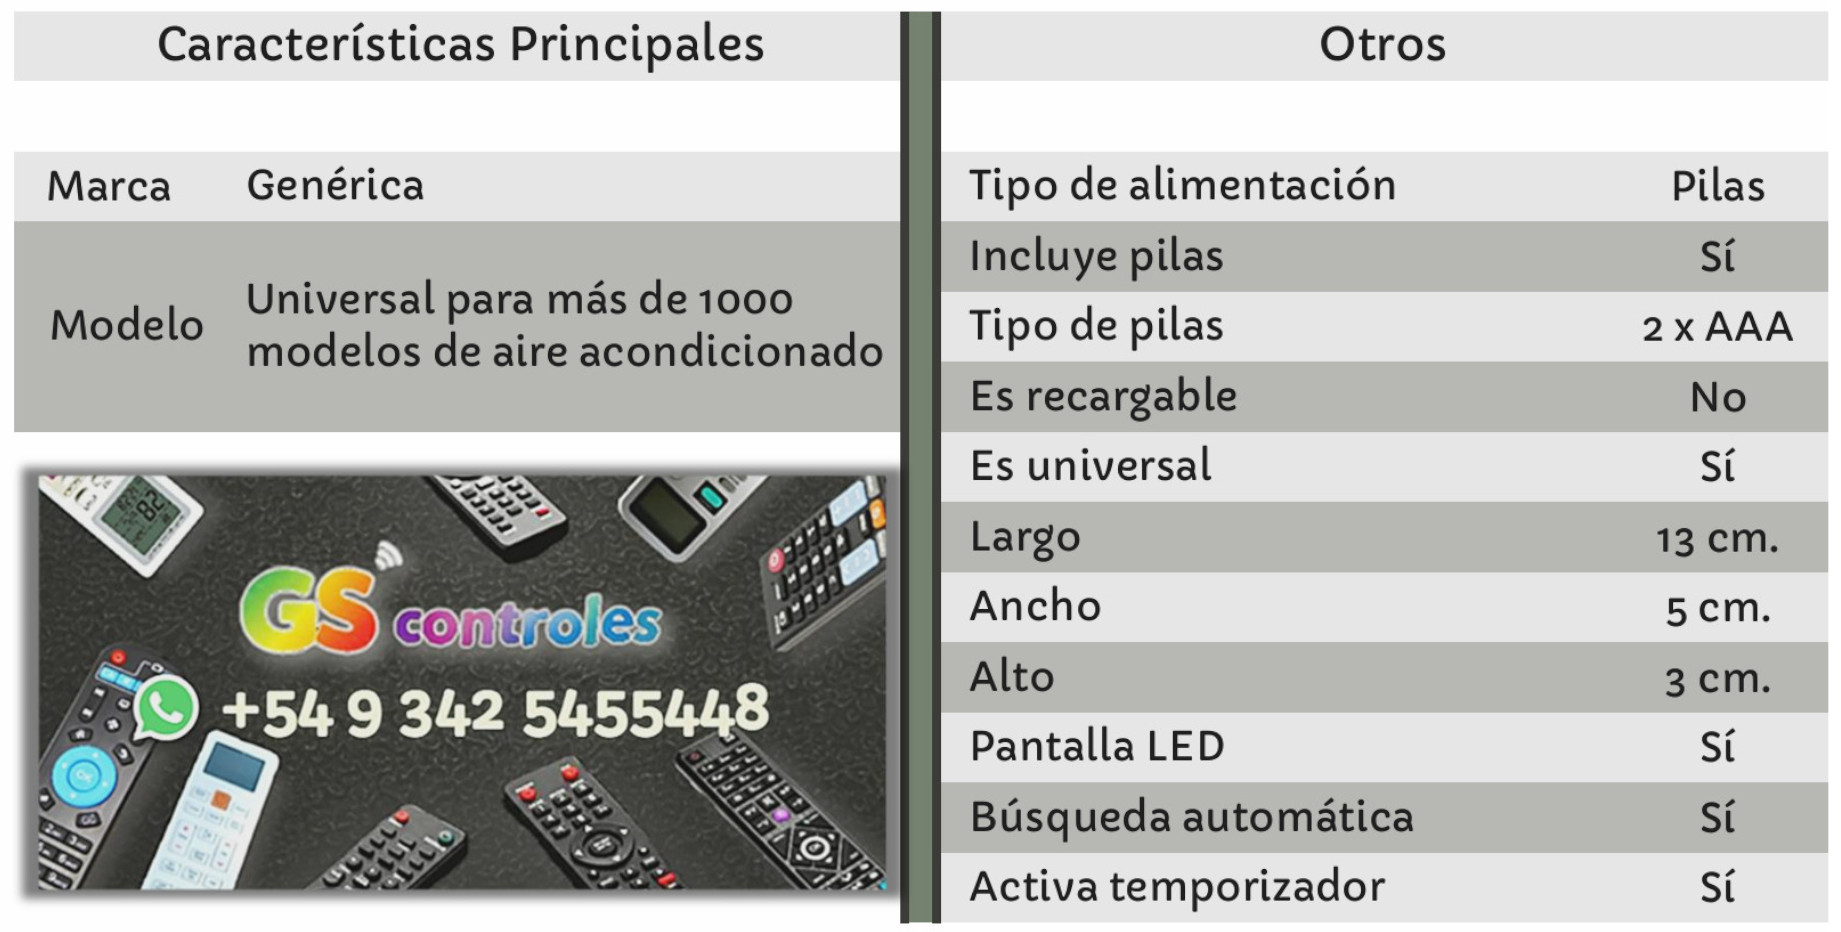 Características Principales
Marca Genérica
Modelo Universal para más de 1000
modelos de aire acondicionado
GS controles
+54 9 342 5455448
Otros
Tipo de alimentación Pilas
Incluye pilas Sí
Tipo de pilas 2 x AAA
Es recargable No
Es universal Sí
Largo 13 cm.
Ancho 5 cm.
Alto 3 cm.
Pantalla LED Sí
Búsqueda automática Sí
Activa temporizador Sí